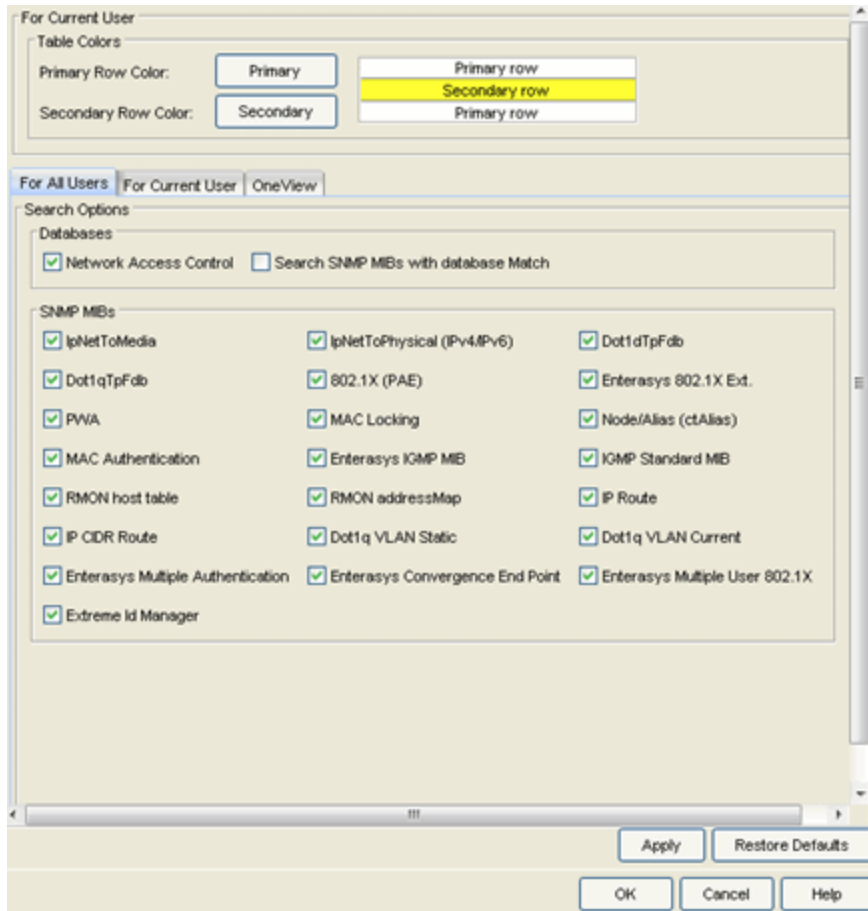 For Current User
Table Colors
Primary Row Color: Primary Primary row
Secondary row
Secondary Row Color: Secondary Primary row
For All Users For Current User OneView
Search Options
Databases
Network Access Control Search SNMP MIBs with database Match
SNMP MIBs
IpNetToMedia IpNetToPhysical (IPv4/IPv6) Dot1dTpFdb
Dot1qTpFdb 802.1X (PAE) Enterasys 802.1X Ext.
PWA MAC Locking Node/Alias (ctAlias)
MAC Authentication Enterasys IGMP MIB IGMP Standard MIB
RMON host table RMON addressMap IP Route
IP CIDR Route Dot1q VLAN Static Dot1q VLAN Current
Enterasys Multiple Authentication Enterasys Convergence End Point Enterasys Multiple User 802.1X
Extreme Id Manager
Apply Restore Defaults
OK Cancel Help